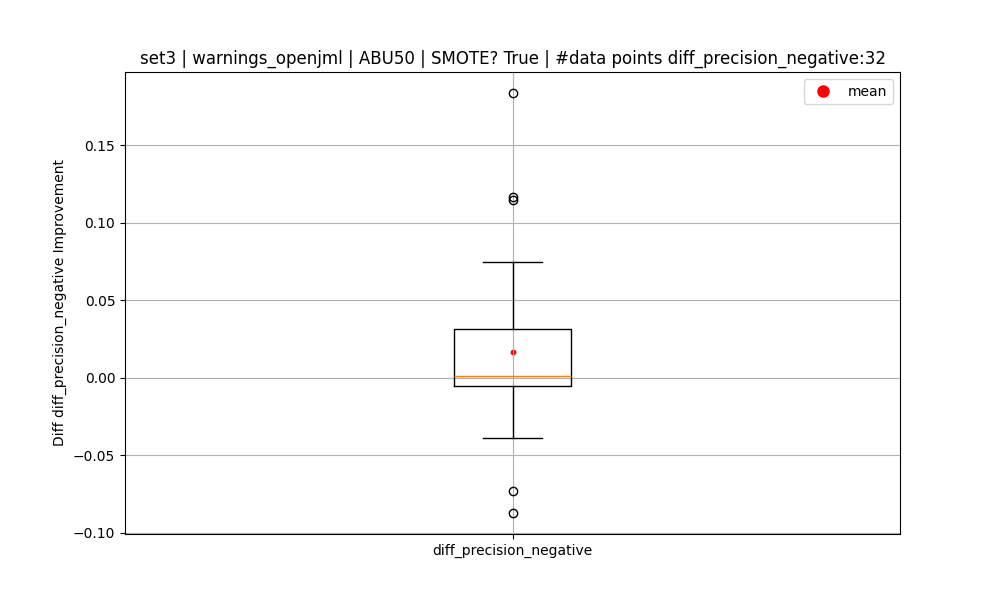 set3 | warnings_openjml | ABU50 | SMOTE? True | #data points diff_precision_negative:32
mean
Diff diff_precision_negative Improvement
0.15
0.10
0.05
0.00
−0.05
−0.10
diff_precision_negative